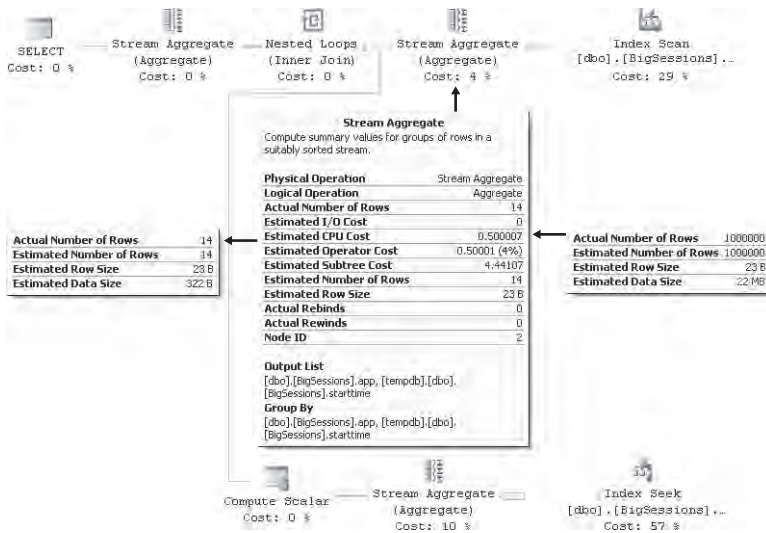 SELECT
Cost: 0 %
Stream Aggregate
(Aggregate)
Cost: 0 %
Nested Loops
(Inner Join)
Cost: 0 %
Stream Aggregate
(Aggregate)
Cost: 4 %
Index Scan
[dbo].[BigSessions]....
Cost: 29 %
Stream Aggregate
Compute summary values for groups of rows in a
suitably sorted stream.
Physical Operation Stream Aggregate
Logical Operation Aggregate
Actual Number of Rows 14
Estimated I/O Cost 0
Estimated CPU Cost 0.500007
Estimated Operator Cost 0.50001 (4%)
Estimated Subtree Cost 4.44107
Estimated Number of Rows 14
Estimated Row Size 23 B
Actual Rebinds 0
Actual Rewinds 0
Node ID 2
Output List
[dbo].[BigSessions].app, [tempdb].[dbo].
[BigSessions].starttime
Group By
[dbo].[BigSessions].app, [tempdb].[dbo].
[BigSessions].starttime
Actual Number of Rows 14
Estimated Number of Rows 14
Estimated Row Size 23 B
Estimated Data Size 322 B
Actual Number of Rows 1000000
Estimated Number of Rows 1000000
Estimated Row Size 23 B
Estimated Data Size 22 MB
Compute Scalar
Cost: 0 %
Stream Aggregate
(Aggregate)
Cost: 10 %
Index Seek
[dbo].[BigSessions]....
Cost: 57 %